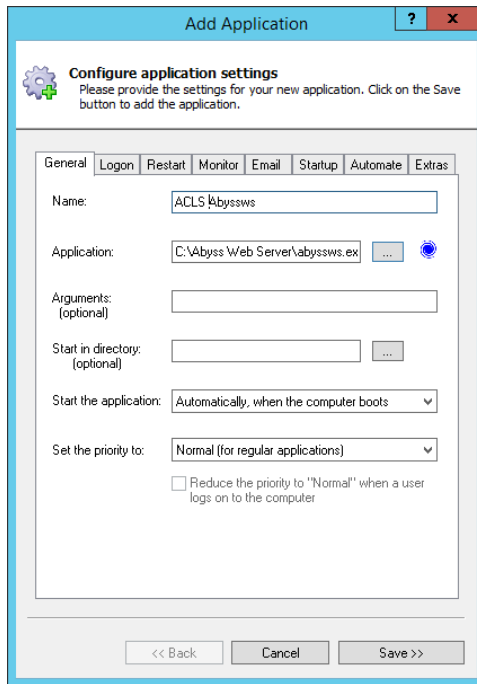 Add Application
?
x
Configure application settings
Please provide the settings for your new application. Click on the Save
button to add the application.
General Logon Restart Monitor Email Startup Automate Extras
Name: ACLS Abyssws
Application: C:\Abyss Web Server\abyssws.ex ...
Arguments:
(optional)
Start in directory: ...
(optional)
Start the application: Automatically, when the computer boots
Set the priority to: Normal (for regular applications)
Reduce the priority to "Normal" when a user
logs on to the computer
<< Back Cancel Save >>